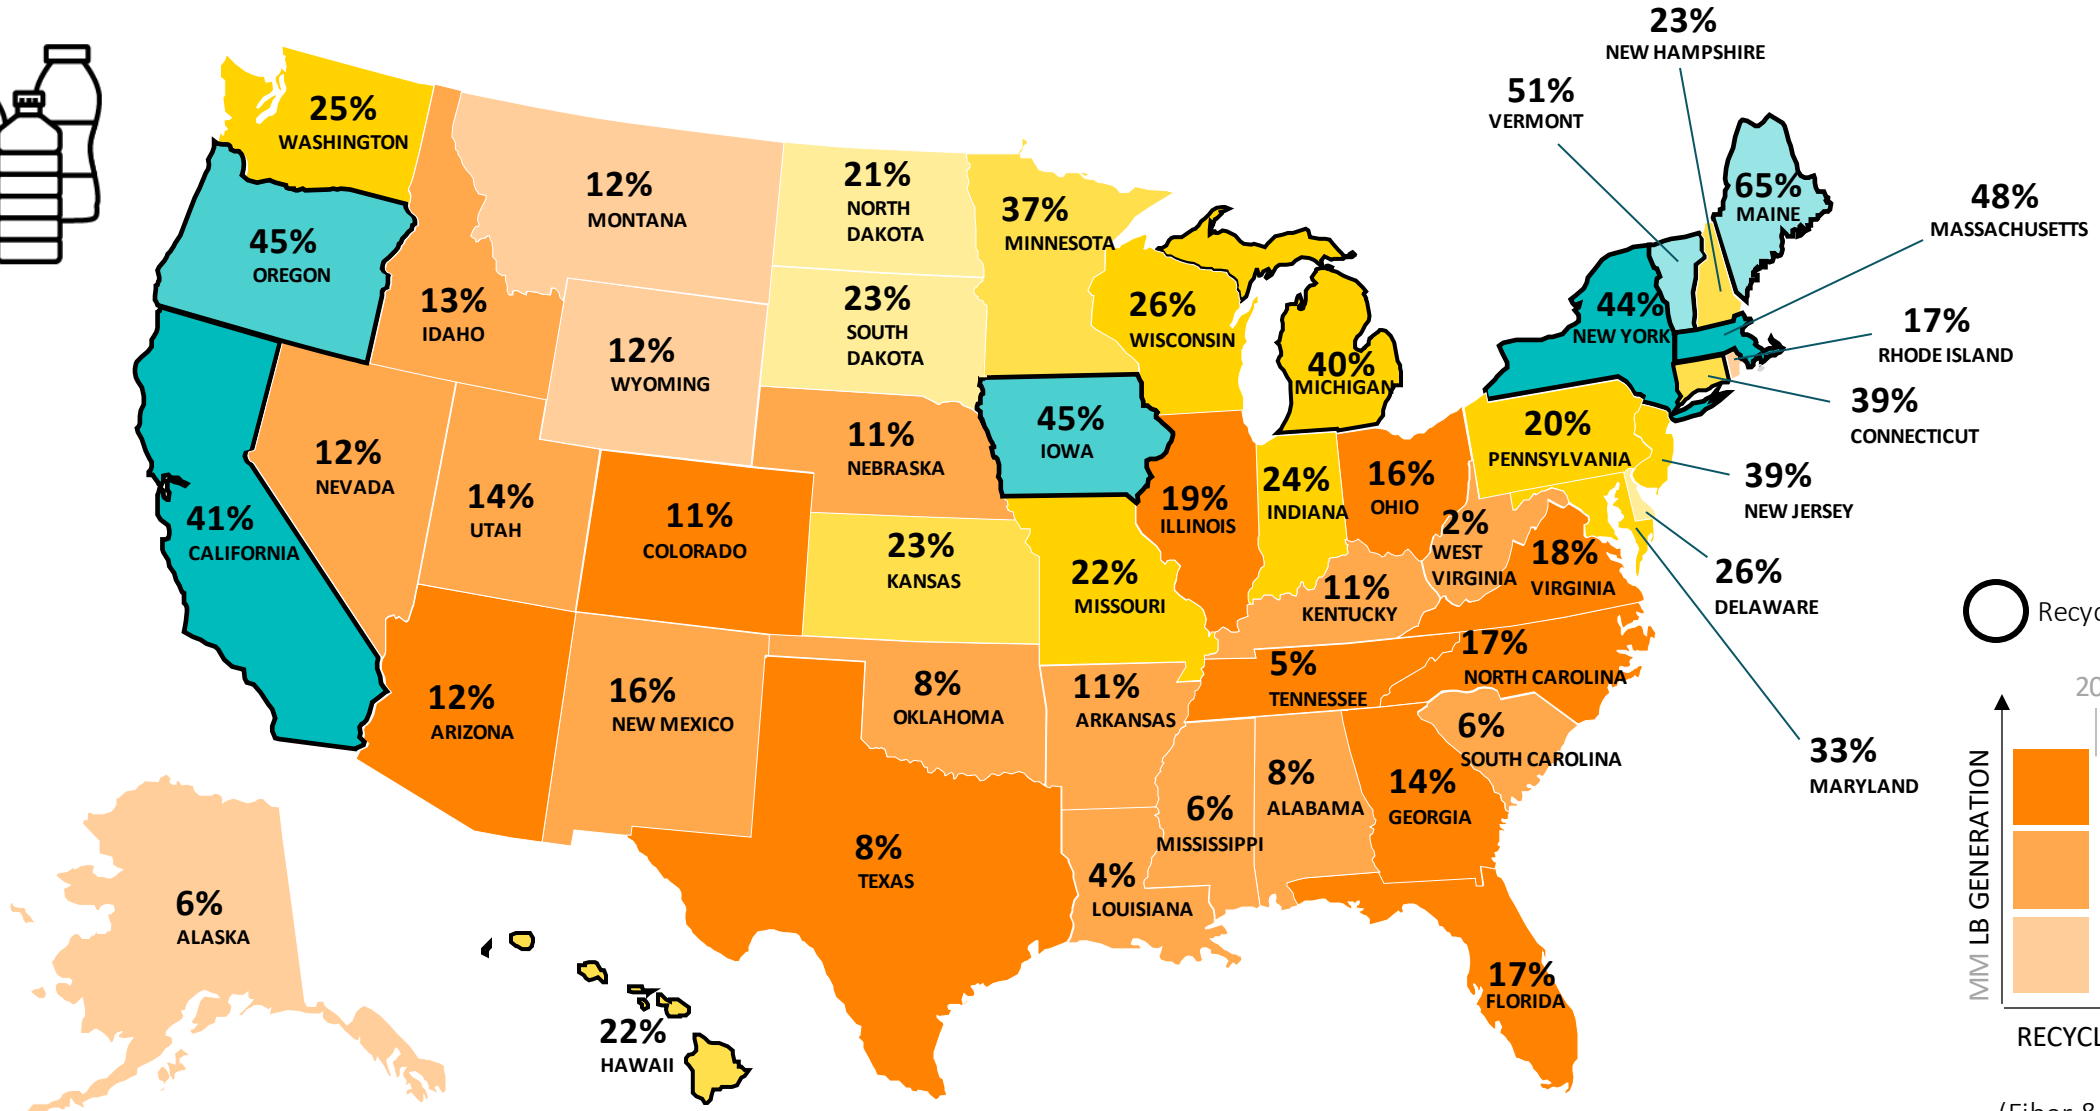 23%
NEW HAMPSHIRE
51%
VERMONT
25%
WASHINGTON
12%
MONTANA
21%
NORTH
DAKOTA
37%
MINNESOTA
65%
MAINE
48%
MASSACHUSETTS
45%
OREGON
13%
IDAHO
23%
SOUTH
DAKOTA
26%
WISCONSIN
44%
NEW YORK
17%
RHODE ISLAND
12%
WYOMING
40%
MICHIGAN
39%
CONNECTICUT
45%
IOWA
20%
PENNSYLVANIA
39%
NEW JERSEY
12%
NEVADA
14%
UTAH
11%
COLORADO
11%
NEBRASKA
19%
ILLINOIS
24%
INDIANA
16%
OHIO
2%
WEST
VIRGINIA
18%
VIRGINIA
41%
CALIFORNIA
23%
KANSAS
22%
MISSOURI
11%
KENTUCKY
26%
DELAWARE
33%
MARYLAND
12%
ARIZONA
16%
NEW MEXICO
8%
OKLAHOMA
11%
ARKANSAS
5%
TENNESSEE
17%
NORTH CAROLINA
6%
SOUTH CAROLINA
8%
TEXAS
4%
LOUISIANA
6%
MISSISSIPPI
8%
ALABAMA
14%
GEORGIA
17%
FLORIDA
6%
ALASKA
22%
HAWAII
Recyc
20
MM LB GENERATION
RECYCL
(Fiber &